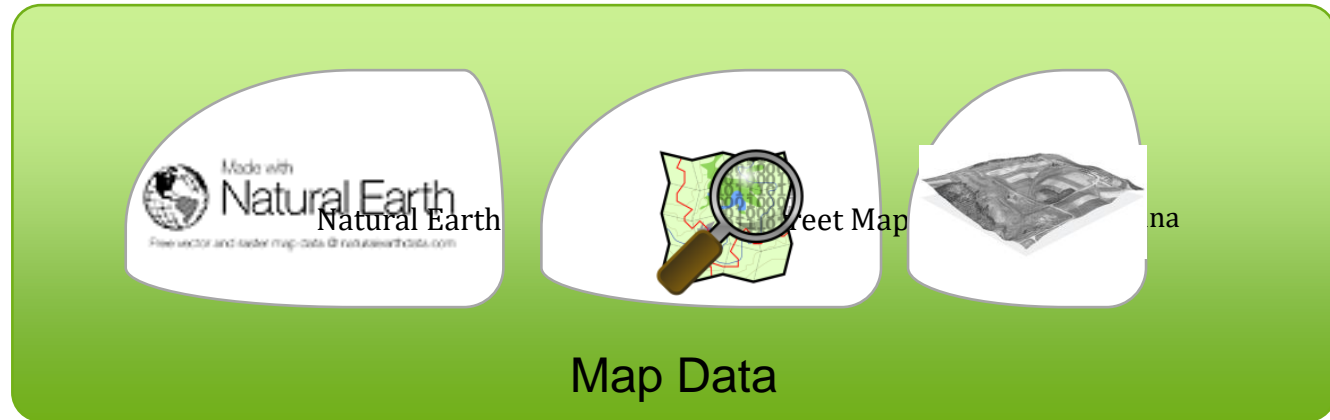 Made with
Natural Earth
Free vector and raster map data @ naturalearthdata.com
Natural Earth
reet Map
na
Map Data